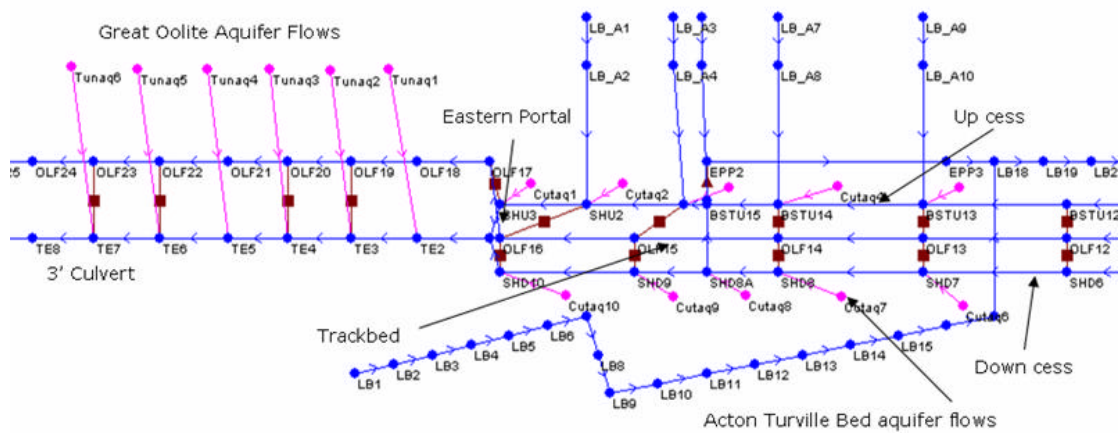 LB_A1 LB_A3 LB_A7 LB_A9
Great Oolite Aquifer Flows
Tunaq6 Tunaq5 Tunaq4 Tunaq3 Tunaq2 Tunaq1 LB_A2 LB_A4 LB_A8 LB_A10
Eastern Portal Up cess
OLF24 OLF23 OLF22 OLF20 OLF19 OLF18 OLF17 EPP2 EPP3 LB18 LB19
Cutaq1 Cutaq2
SHU3 SHU2 BSTU15 BSTU14 BSTU13 BSTU12
TE8 TE7 TE6 TE5 TE4 TE3 TE2 OLF16 OLF14 OLF13 OLF12
3' Culvert
SHD10 SHD9 SHD8A SHD8 SHD7 SHD6
Cutaq10 Cutaq9 Cutaq8 Cutaq7 Cutaq6
Trackbed
LB1 LB2 LB3 LB4 LB5 LB6 LB8 LB9 LB10 LB11 LB12 LB13 LB14 LB15
Down cess
Acton Turville Bed aquifer flows